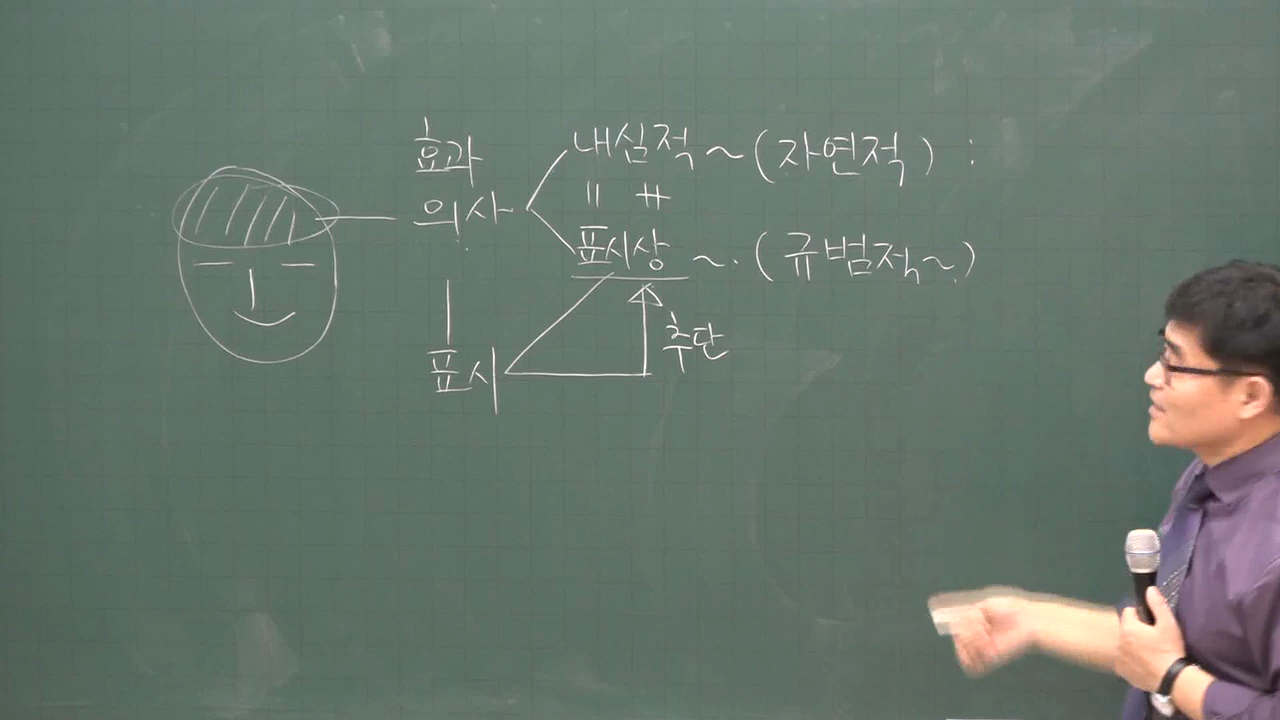 효과
의사
내심적 ~ (자연적) :
〃 ≠
표시상 ~. (규범적~)
표시
추단